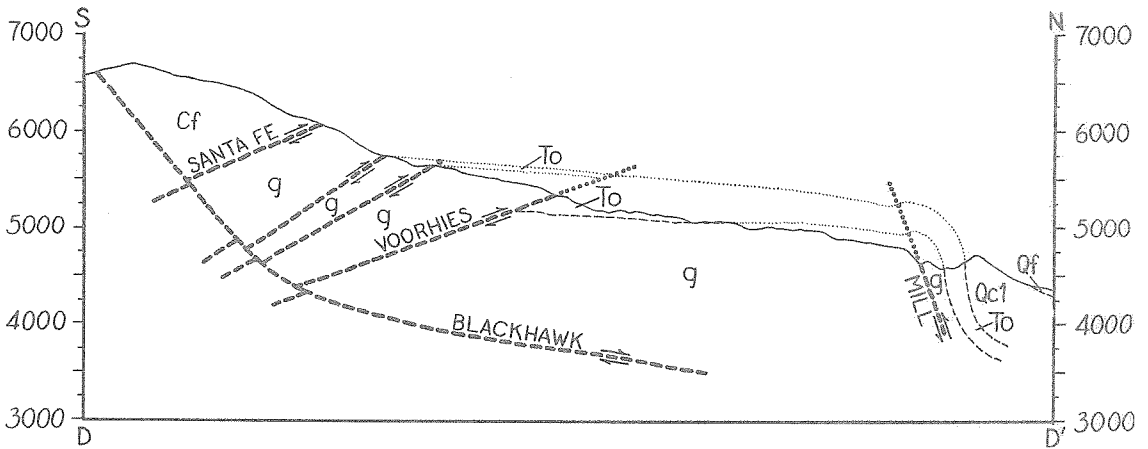 S
N
7000
7000
6000
6000
5000
5000
4000
4000
3000
3000
D
D'
Cf
SANTA FE
g
g
g
VOORHIES
To
To
g
BLACKHAWK
MILL
g
Qc1
To
Qf